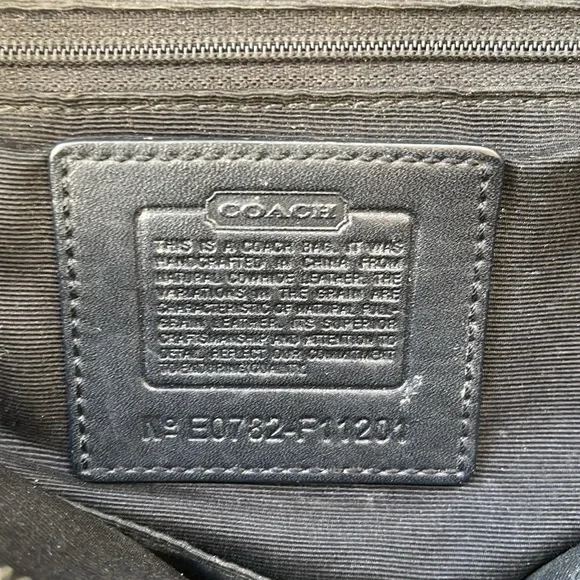 COACH
THIS IS A COACH BAG. IT WAS
HANDCRAFTED IN CHINA FROM
NATURAL COWHIDE LEATHER. THE
VARIATIONS IN THE GRAIN ARE
CHARACTERISTIC OF NATURAL FULL-
GRAIN LEATHER. ITS SUPERIOR
CRAFTSMANSHIP AND ATTENTION TO
DETAIL REFLECT OUR COMMITMENT
TO ENDURING QUALITY.
Nº E0782-F11201